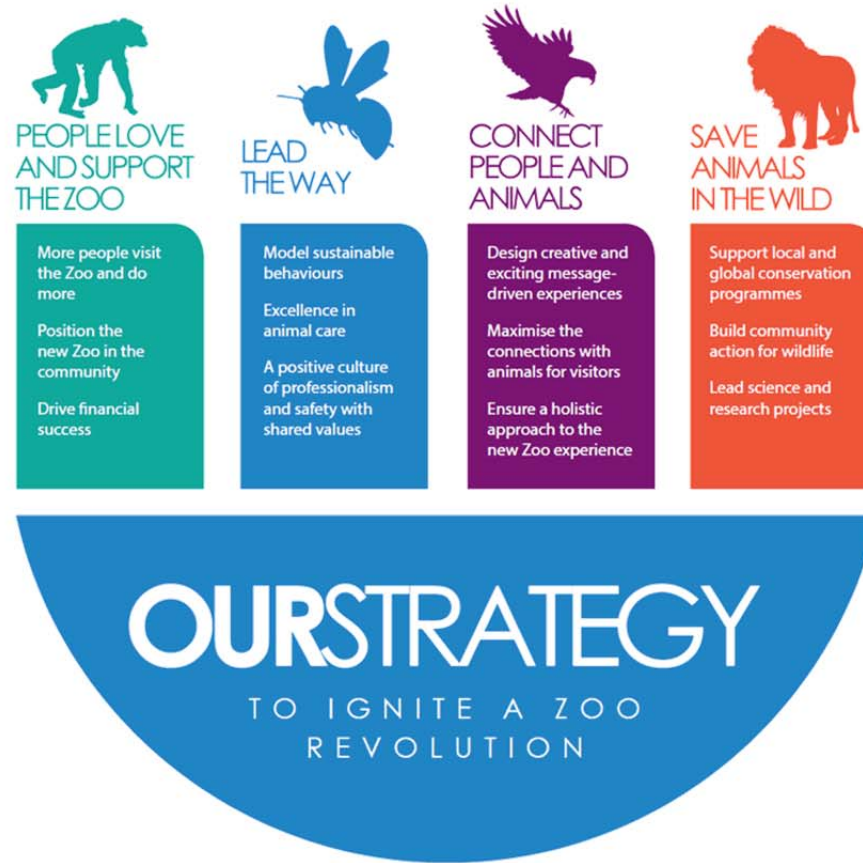 PEOPLE LOVE
AND SUPPORT
THE ZOO
More people visit
the Zoo and do
more
Position the
new Zoo in the
community
Drive financial
success
LEAD
THE WAY
Model sustainable
behaviours
Excellence in
animal care
A positive culture
of professionalism
and safety with
shared values
CONNECT
PEOPLE AND
ANIMALS
Design creative and
exciting message-
driven experiences
Maximise the
connections with
animals for visitors
Ensure a holistic
approach to the
new Zoo experience
SAVE
ANIMALS
IN THE WILD
Support local and
global conservation
programmes
Build community
action for wildlife
Lead science and
research projects
OURSTRATEGY
TO IGNITE A ZOO
REVOLUTION